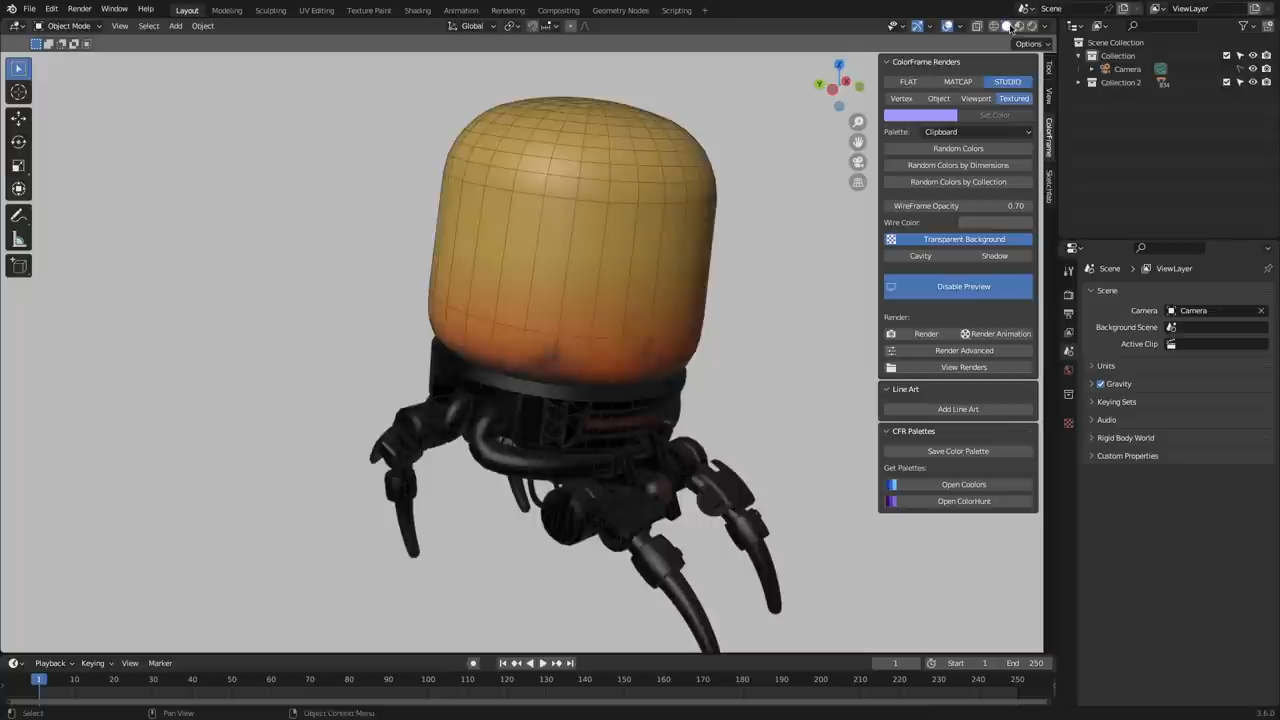 File Edit Render Window Help Layout Modeling Sculpting UV Editing Texture Paint Shading Animation Rendering Compositing Geometry Nodes Scripting + Scene ViewLayer
Object Mode View Select Add Object Global
Options
ColorFrame Renders
FLAT MATCAP STUDIO
Vertex Object Viewport Textured
Set Color
Palette: Clipboard
Random Colors
Random Colors by Dimensions
Random Colors by Collection
WireFrame Opacity 0.70
Wire Color:
Transparent Background
Cavity Shadow
Disable Preview
Render:
Render Render Animation
Render Advanced
View Renders
Line Art
Add Line Art
CFR Palettes
Save Color Palette
Get Palettes:
Open Coolors
Open ColorHunt
Z
Y
X
Tool
View
ColorFrame
Sketchfab
Scene Collection
Collection
Camera
Collection 2
Scene ViewLayer
Scene
Camera Camera
Background Scene
Active Clip
Units
Gravity
Keying Sets
Audio
Rigid Body World
Custom Properties
Playback Keying View Marker 1 Start 1 End 250
1 10 20 30 40 50 60 70 80 90 100 110 120 130 140 150 160 170 180 190 200 210 220 230 240 250
Select Pan View Object Context Menu 3.6.0